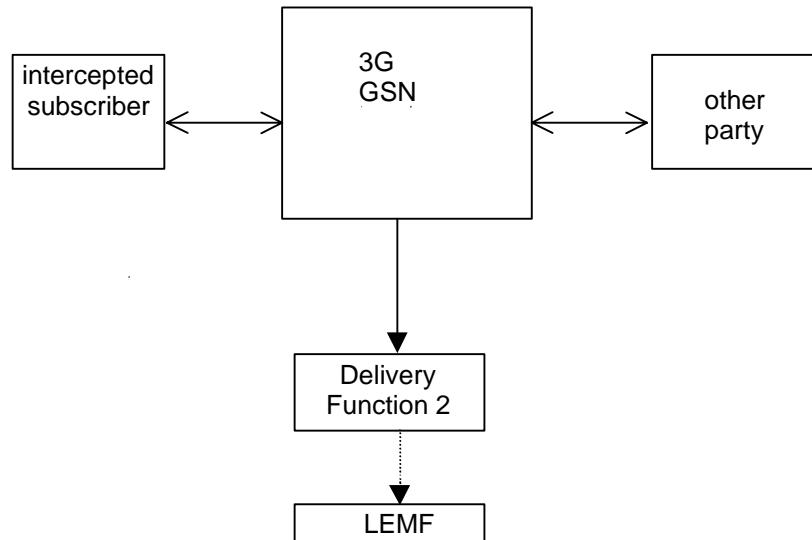 intercepted
subscriber
3G
GSN
other
party
Delivery
Function 2
LEMF